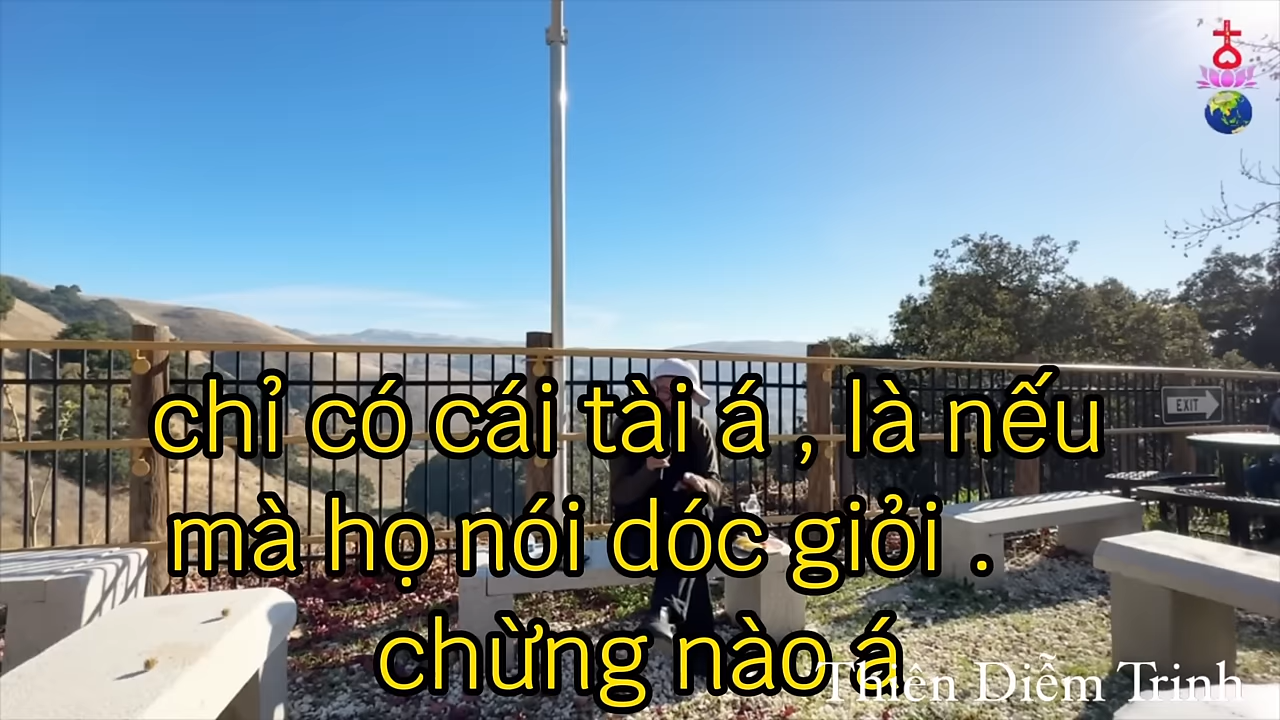 EXIT
chỉ có cái tài á , là nếu
mà họ nói dóc giỏi .
chừng nào á
Thiên Diễm Trinh